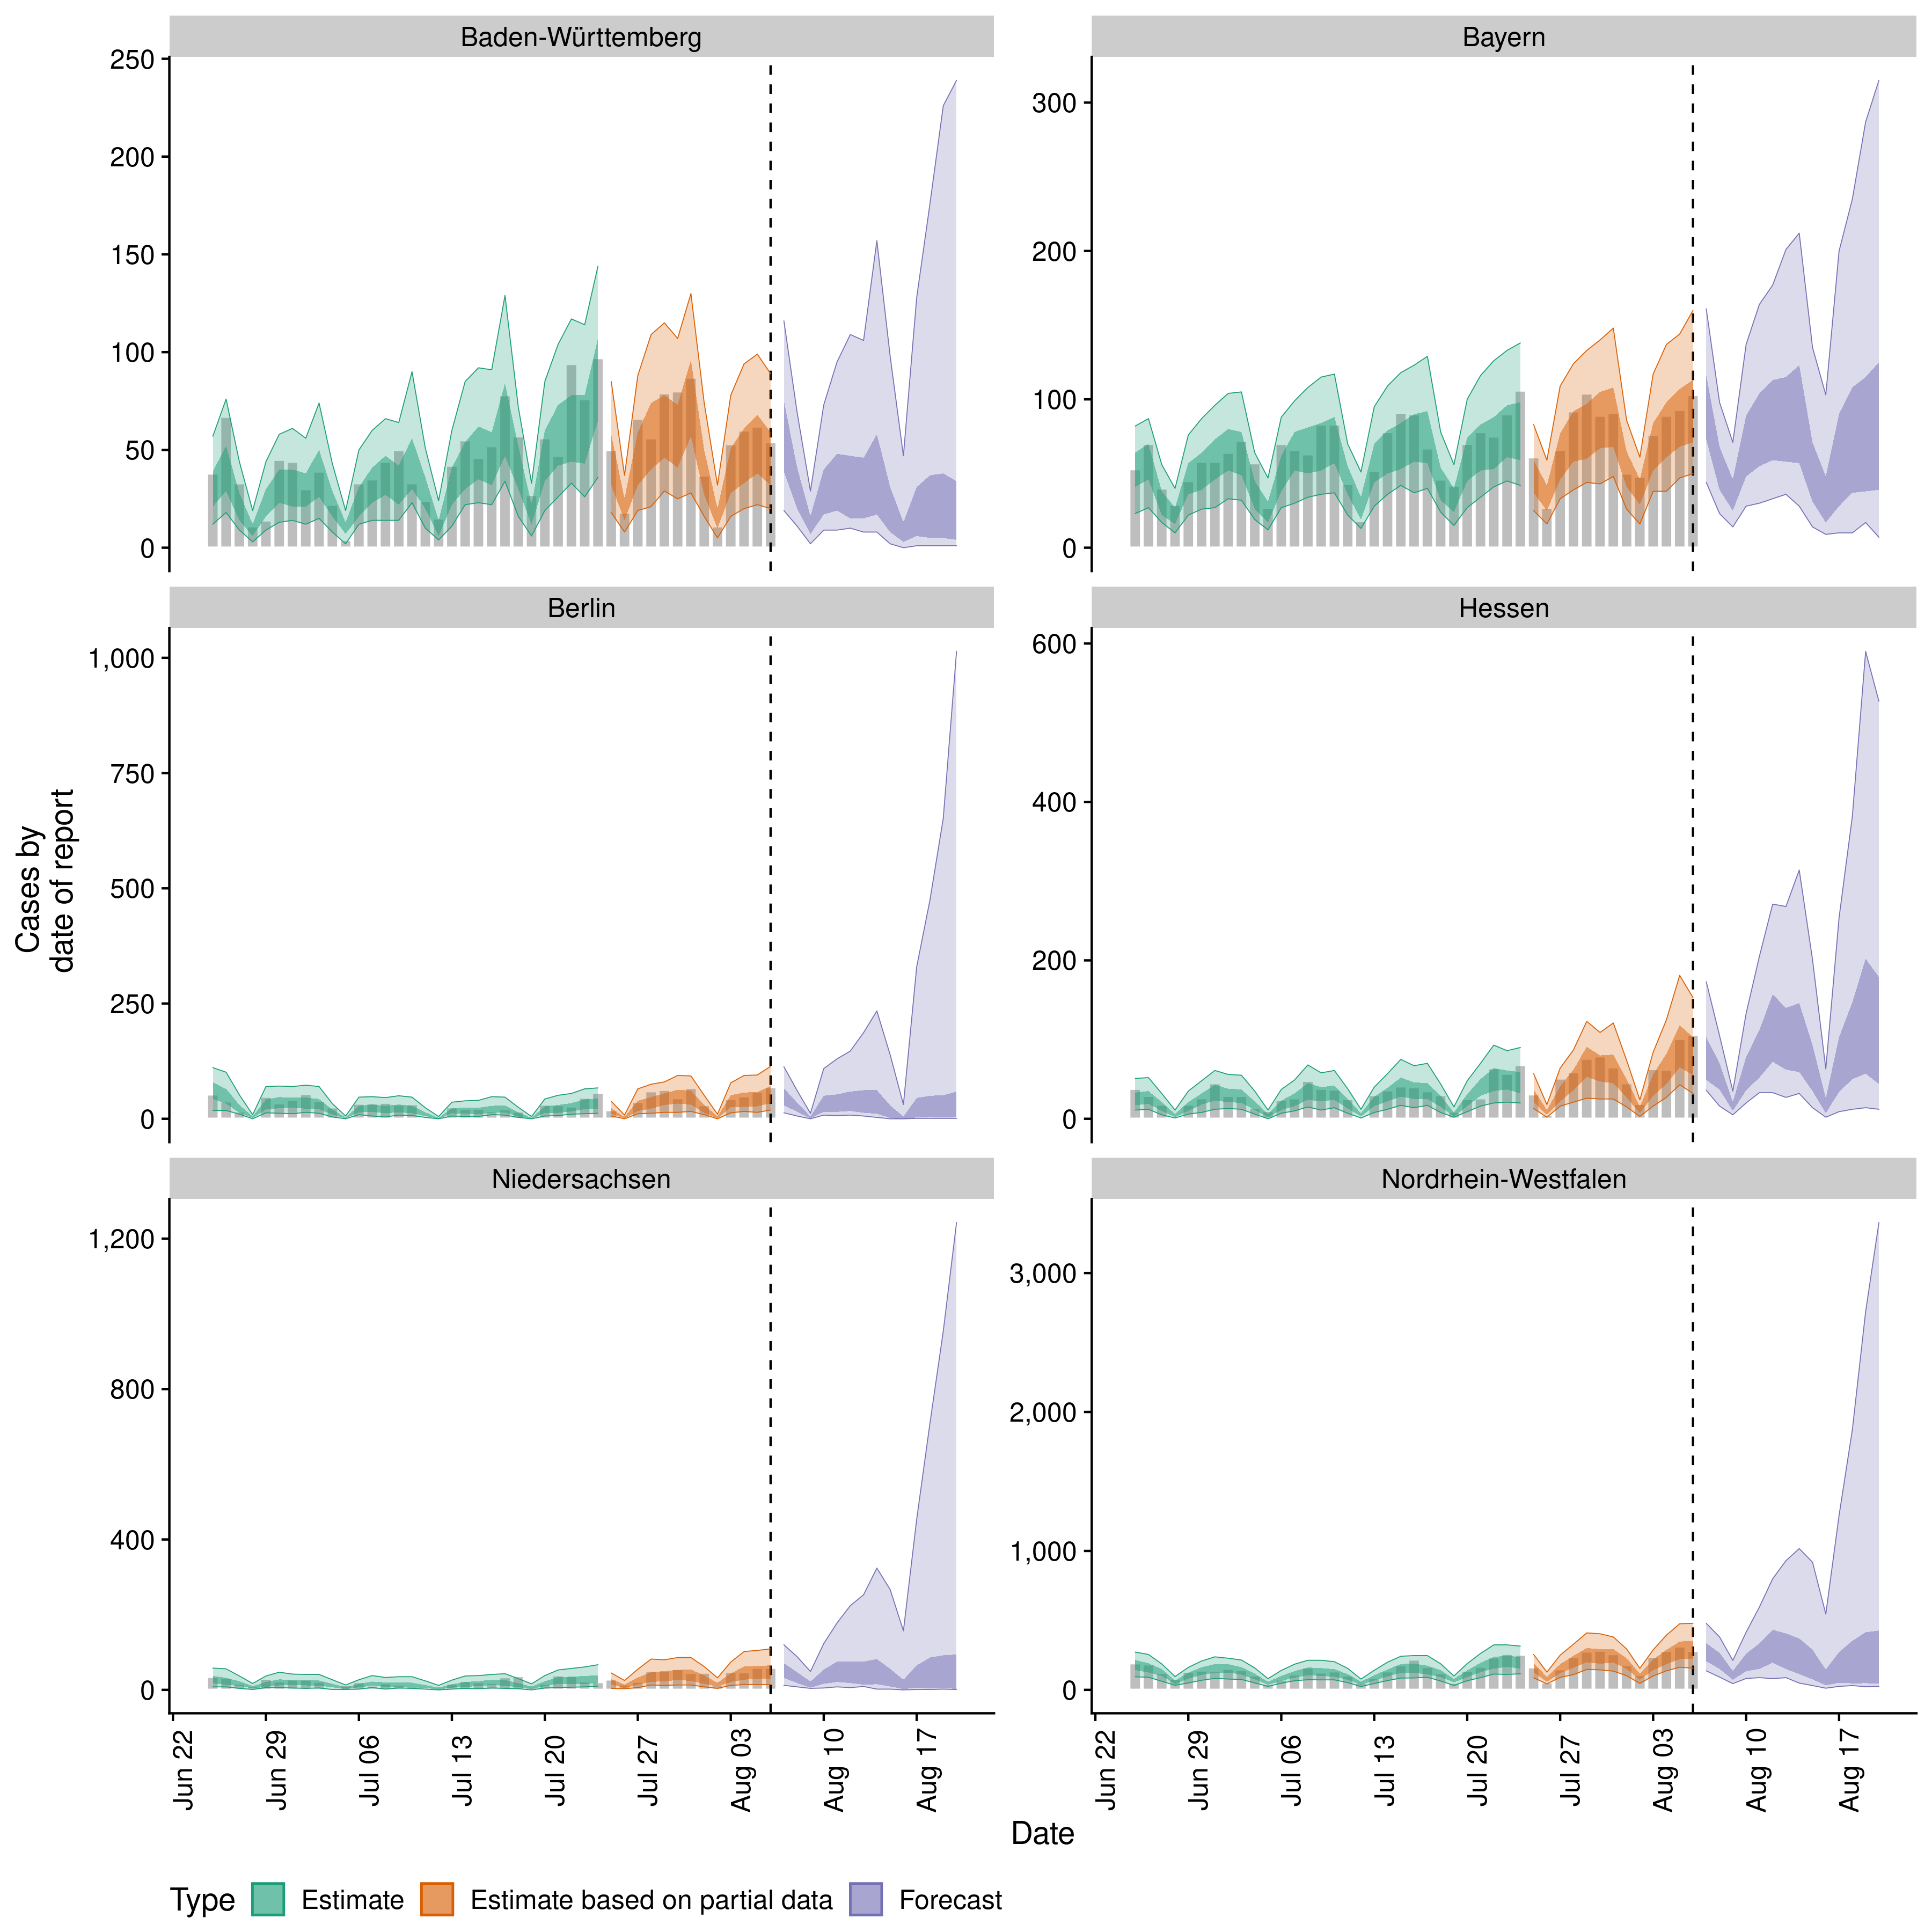 Baden-Württemberg
Bayern
250
200
150
100
50
0
300
200
100
0
Berlin
Hessen
1,000
750
500
250
0
600
400
200
0
Cases by
date of report
Niedersachsen
Nordrhein-Westfalen
1,200
800
400
0
3,000
2,000
1,000
0
Jun 22
Jun 29
Jul 06
Jul 13
Jul 20
Jul 27
Aug 03
Aug 10
Aug 17
Jun 22
Jun 29
Jul 06
Jul 13
Jul 20
Jul 27
Aug 03
Aug 10
Aug 17
Date
Type Estimate Estimate based on partial data Forecast